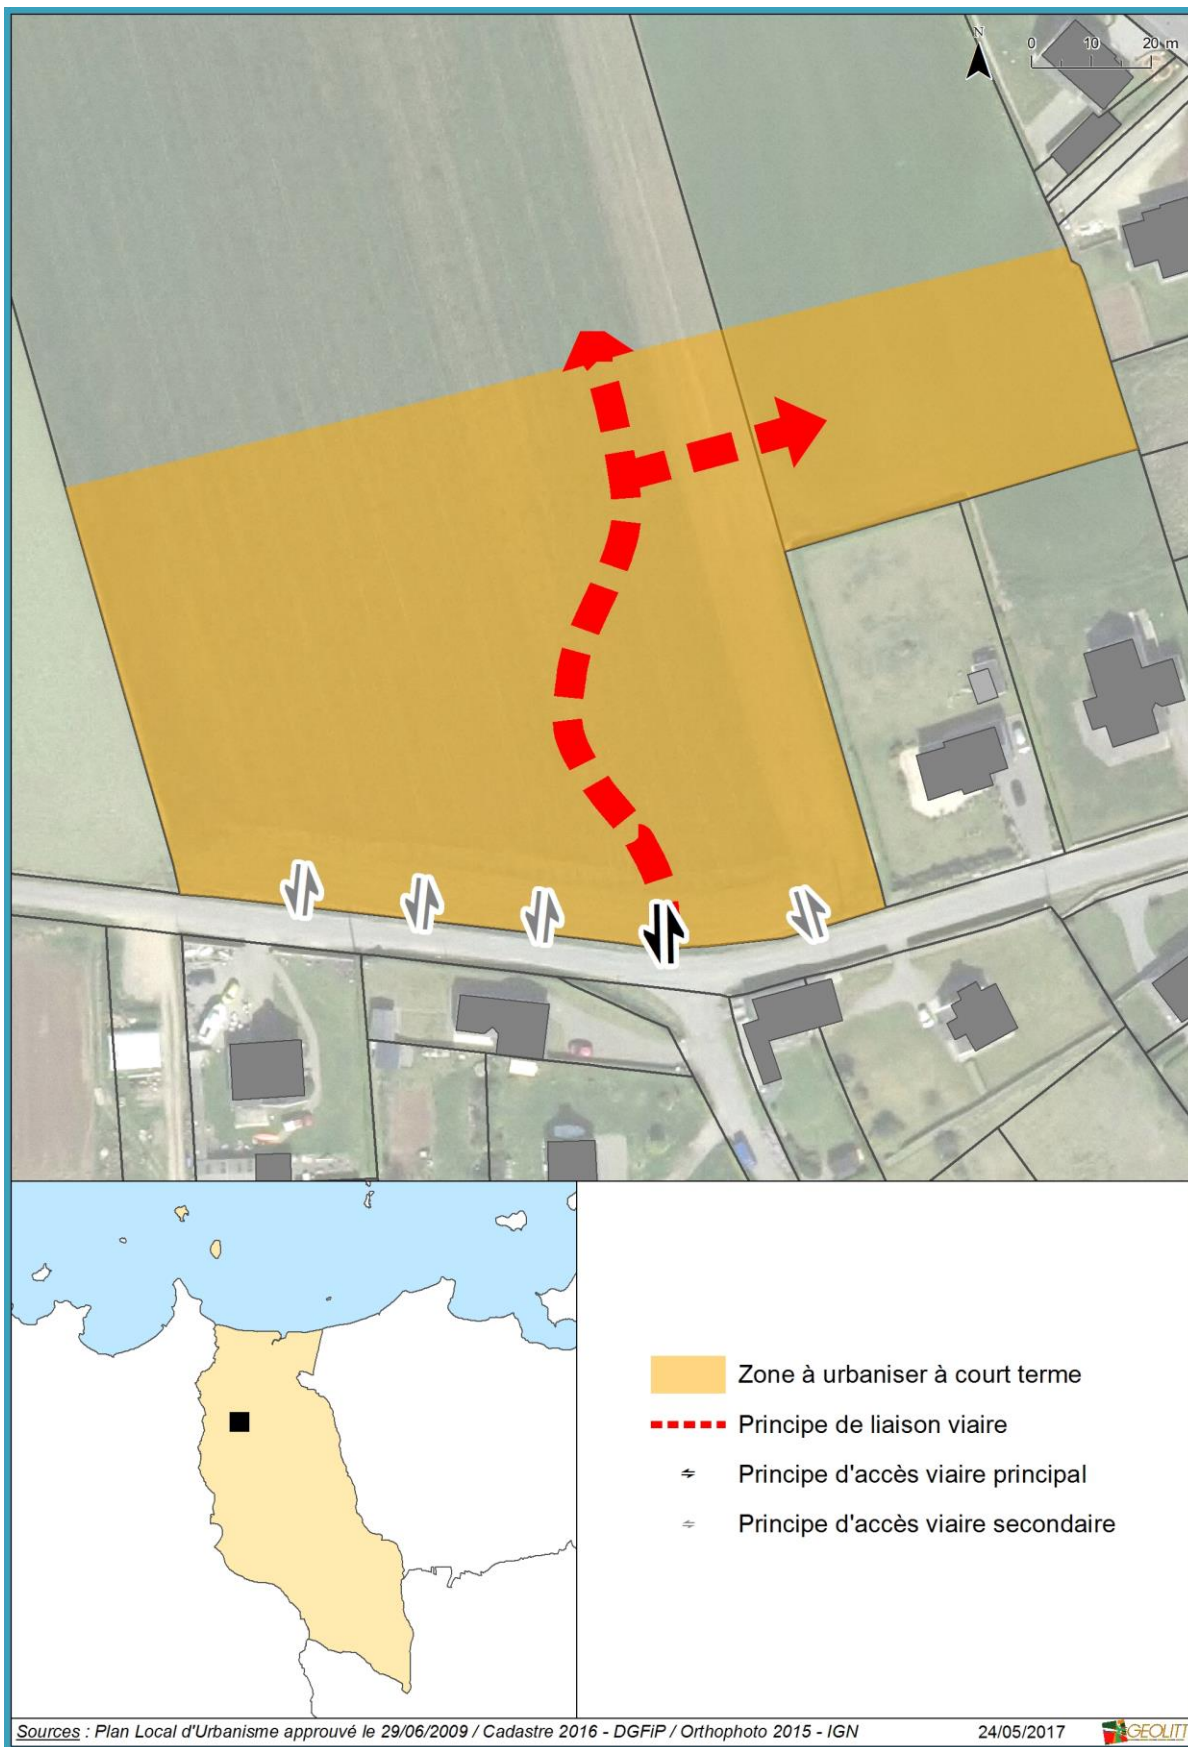 N
0 10 20 m
Zone à urbaniser à court terme
Principe de liaison viaire
Principe d'accès viaire principal
Principe d'accès viaire secondaire
Sources : Plan Local d'Urbanisme approuvé le 29/06/2009 / Cadastre 2016 - DGFiP / Orthophoto 2015 - IGN 24/05/2017 GEOLITT